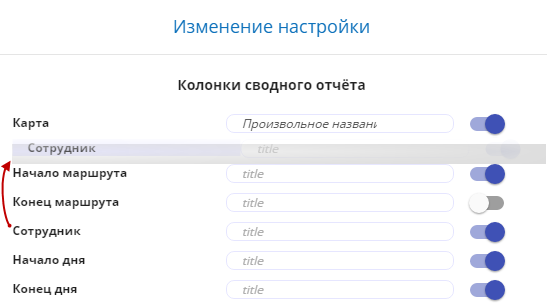 Изменение настройки
Колонки сводного отчёта
Карта Произвольное названи
Сотрудник title
Начало маршрута title
Конец маршрута title
Сотрудник title
Начало дня title
Конец дня title